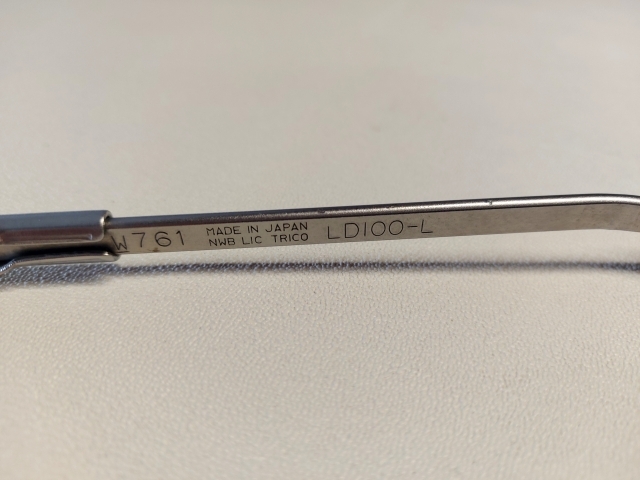 W761
MADE IN JAPAN
NWB LIC TRICO
LD100-L